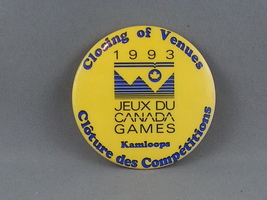 Closing of Venues
1993
JEUX DU
CANADA
GAMES
Kamloops
Clôture des Compétitions